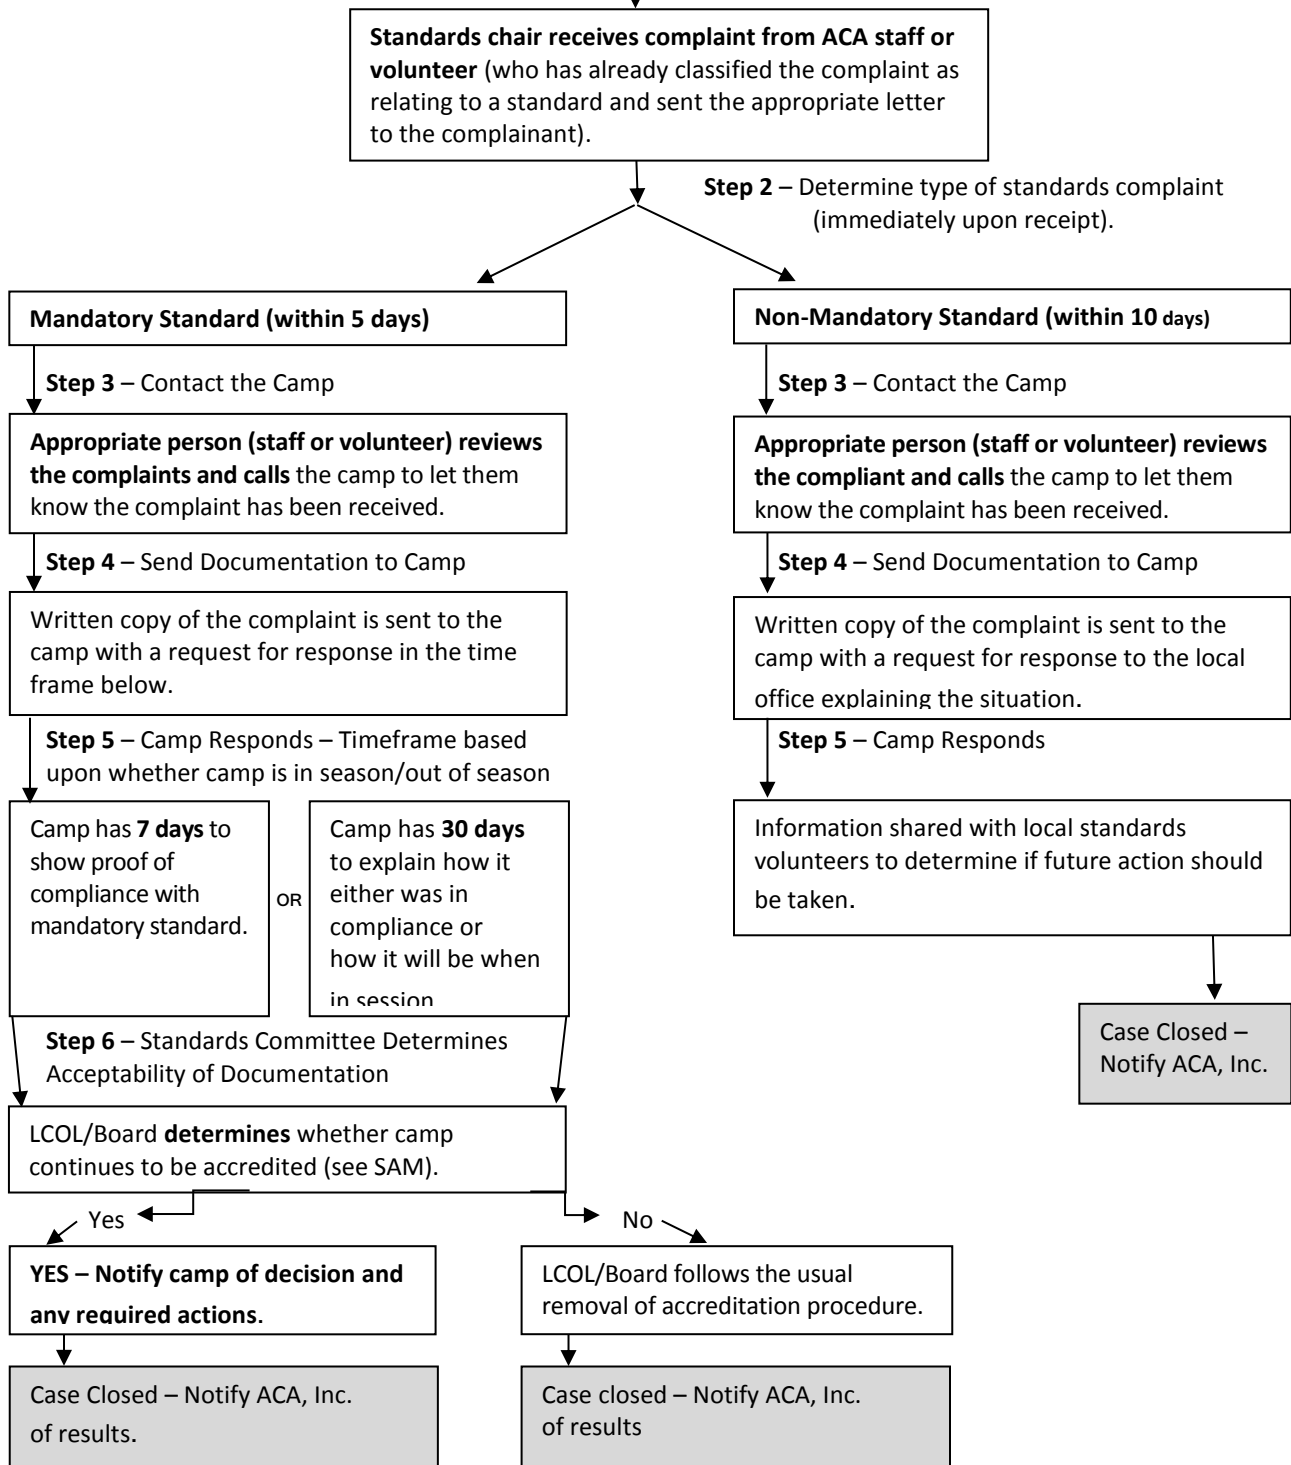 Standards chair receives complaint from ACA staff or
volunteer (who has already classified the complaint as
relating to a standard and sent the appropriate letter
to the complainant).
Step 2 – Determine type of standards complaint
(immediately upon receipt).
Mandatory Standard (within 5 days)
Step 3 – Contact the Camp
Appropriate person (staff or volunteer) reviews
the complaints and calls the camp to let them
know the complaint has been received.
Step 4 – Send Documentation to Camp
Written copy of the complaint is sent to the
camp with a request for response in the time
frame below.
Step 5 – Camp Responds – Timeframe based
upon whether camp is in season/out of season
Camp has 7 days to
show proof of
compliance with
mandatory standard.
OR
Camp has 30 days
to explain how it
either was in
compliance or
how it will be when
in session
Step 6 – Standards Committee Determines
Acceptability of Documentation
LCOL/Board determines whether camp
continues to be accredited (see SAM).
Yes
No
YES – Notify camp of decision and
any required actions.
LCOL/Board follows the usual
removal of accreditation procedure.
Case Closed – Notify ACA, Inc.
of results.
Case closed – Notify ACA, Inc.
of results
Non-Mandatory Standard (within 10 days)
Step 3 – Contact the Camp
Appropriate person (staff or volunteer) reviews
the compliant and calls the camp to let them
know the complaint has been received.
Step 4 – Send Documentation to Camp
Written copy of the complaint is sent to the
camp with a request for response to the local
office explaining the situation.
Step 5 – Camp Responds
Information shared with local standards
volunteers to determine if future action should
be taken.
Case Closed –
Notify ACA, Inc.